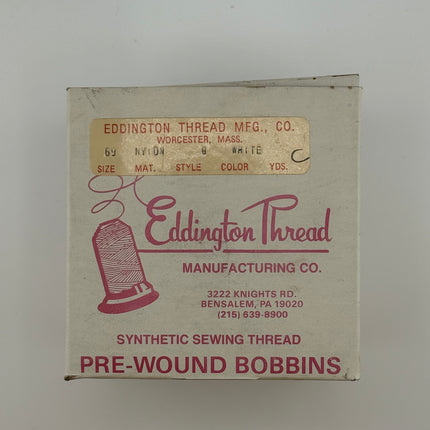 EDDINGTON THREAD MFG., CO.
WORCESTER, MASS.
69 NYLON WHITE
SIZE MAT. STYLE COLOR YDS.
Eddington Thread
MANUFACTURING CO.
3222 KNIGHTS RD.
BENSALEM, PA 19020
(215) 639-8900
SYNTHETIC SEWING THREAD
PRE-WOUND BOBBINS